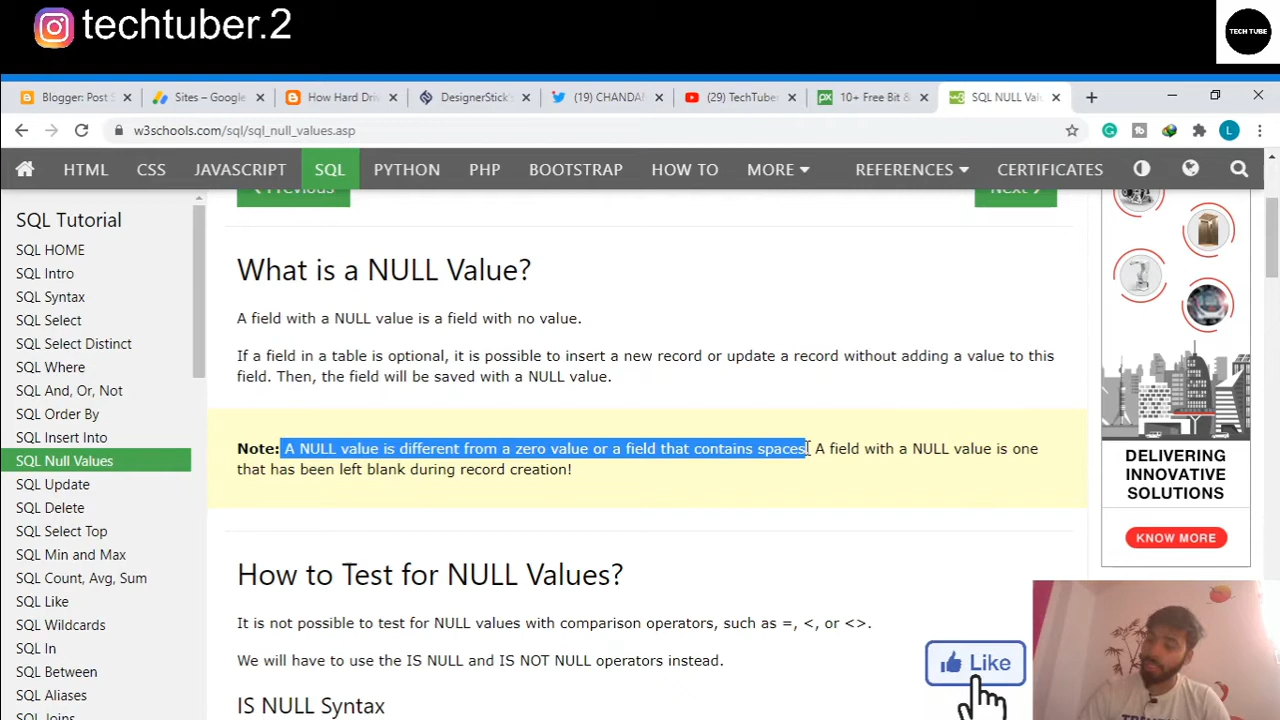 techtuber.2
TECH TUBE
Blogger: Post S
Sites – Google
How Hard Dri
DesignerStick's
(19) CHANDA
(29) TechTuber
10+ Free Bit &
SQL NULL Val
w3schools.com/sql/sql_null_values.asp
L
HTML CSS JAVASCRIPT SQL PYTHON PHP BOOTSTRAP HOW TO MORE REFERENCES CERTIFICATES
Previous
Next
SQL Tutorial
SQL HOME
SQL Intro
SQL Syntax
SQL Select
SQL Select Distinct
SQL Where
SQL And, Or, Not
SQL Order By
SQL Insert Into
SQL Null Values
SQL Update
SQL Delete
SQL Select Top
SQL Min and Max
SQL Count, Avg, Sum
SQL Like
SQL Wildcards
SQL In
SQL Between
SQL Aliases
SQL Joins
What is a NULL Value?
A field with a NULL value is a field with no value.
If a field in a table is optional, it is possible to insert a new record or update a record without adding a value to this
field. Then, the field will be saved with a NULL value.
Note: A NULL value is different from a zero value or a field that contains spaces. A field with a NULL value is one
that has been left blank during record creation!
How to Test for NULL Values?
It is not possible to test for NULL values with comparison operators, such as =, <, or <>.
We will have to use the IS NULL and IS NOT NULL operators instead.
IS NULL Syntax
DELIVERING
INNOVATIVE
SOLUTIONS
KNOW MORE
Like